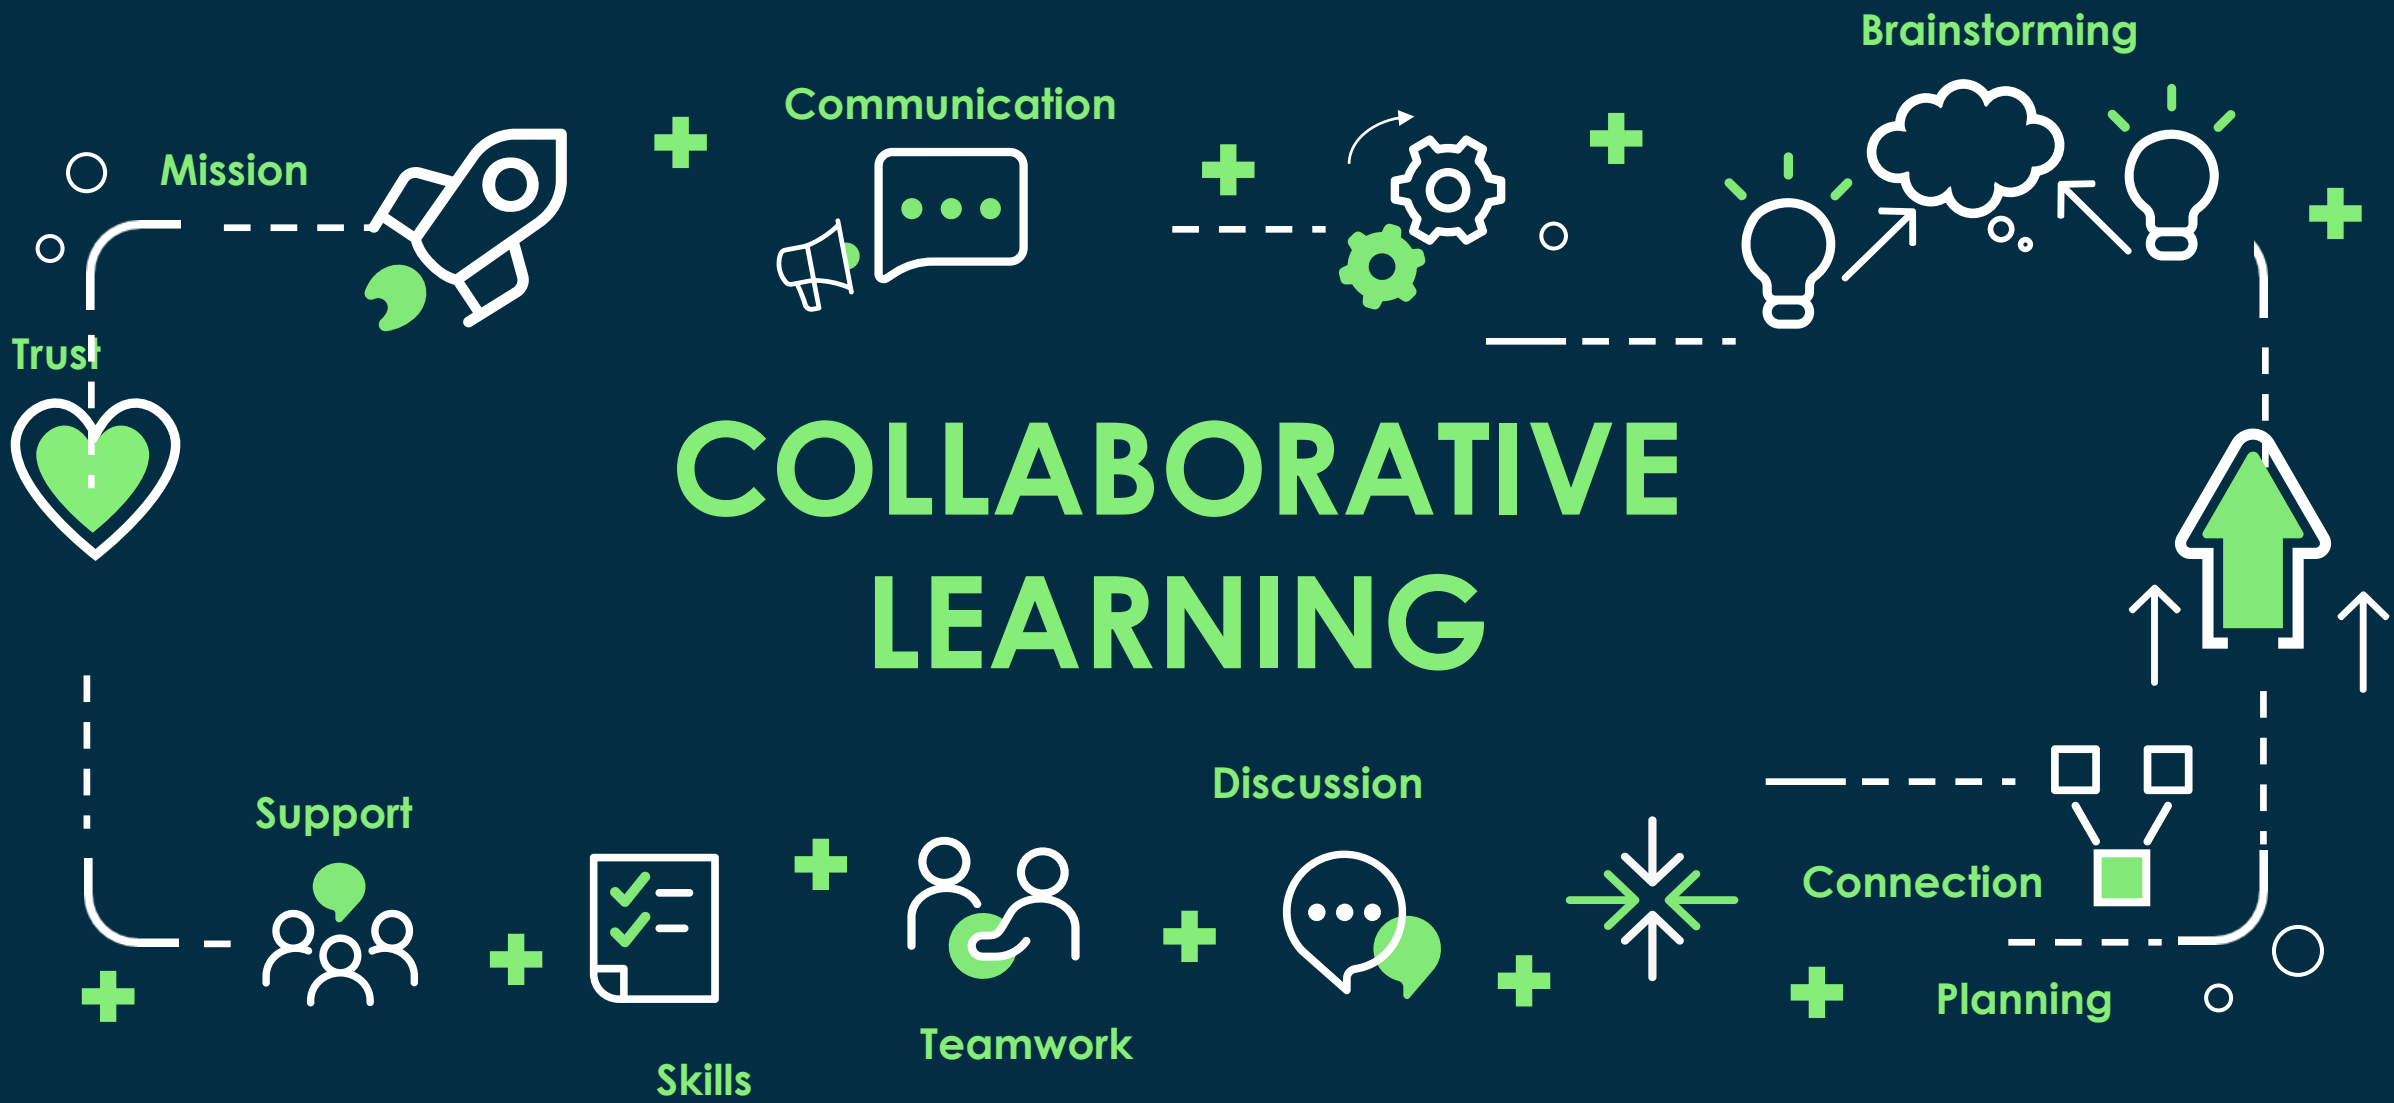 Brainstorming
Communication
Mission
Trust
COLLABORATIVE
LEARNING
Discussion
Support
Connection
Planning
Teamwork
Skills